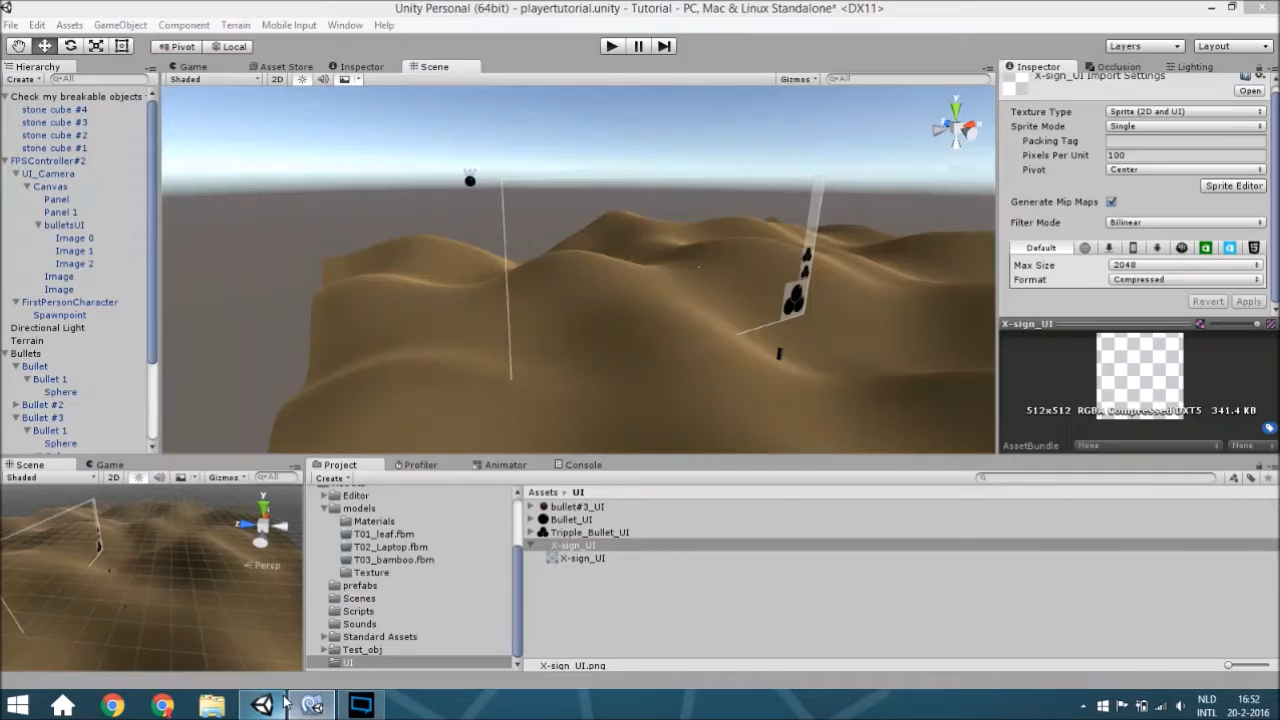 Unity Personal (64bit) - playertutorial.unity - Tutorial - PC, Mac & Linux Standalone* <DX11>
File Edit Assets GameObject Component Terrain Mobile Input Window Help
Pivot Local Layers Layout
Hierarchy
Create All
Check my breakable objects
stone cube #4
stone cube #3
stone cube #2
stone cube #1
FPSController#2
UI_Camera
Canvas
Panel
Panel 1
bulletsUI
Image 0
Image 1
Image 2
Image
Image
FirstPersonCharacter
Spawnpoint
Directional Light
Terrain
Bullets
Bullet
Bullet 1
Sphere
Bullet #2
Bullet #3
Bullet 1
Sphere
Game Asset Store Inspector Scene
Shaded 2D Gizmos All
y
Inspector Occlusion Lighting
X-sign_UI Import Settings
Open
Texture Type Sprite (2D and UI)
Sprite Mode Single
Packing Tag
Pixels Per Unit 100
Pivot Center
Sprite Editor
Generate Mip Maps
Filter Mode Bilinear
Default
Max Size 2048
Format Compressed
Revert Apply
X-sign_UI
512x512 RGBA Compressed DXT5 341.4 KB
AssetBundle None None
Scene Game
Shaded 2D Gizmos All
y
z
Persp
Project Profiler Animator Console
Create
Editor
models
Materials
T01_leaf.fbm
T02_Laptop.fbm
T03_bamboo.fbm
Texture
prefabs
Scenes
Scripts
Sounds
Standard Assets
Test_obj
UI
Assets UI
bullet#3_UI
Bullet_UI
Tripple_Bullet_UI
X-sign_UI
X-sign_UI
X-sign_UI.png
NLD
INTL
16:52
20-2-2016